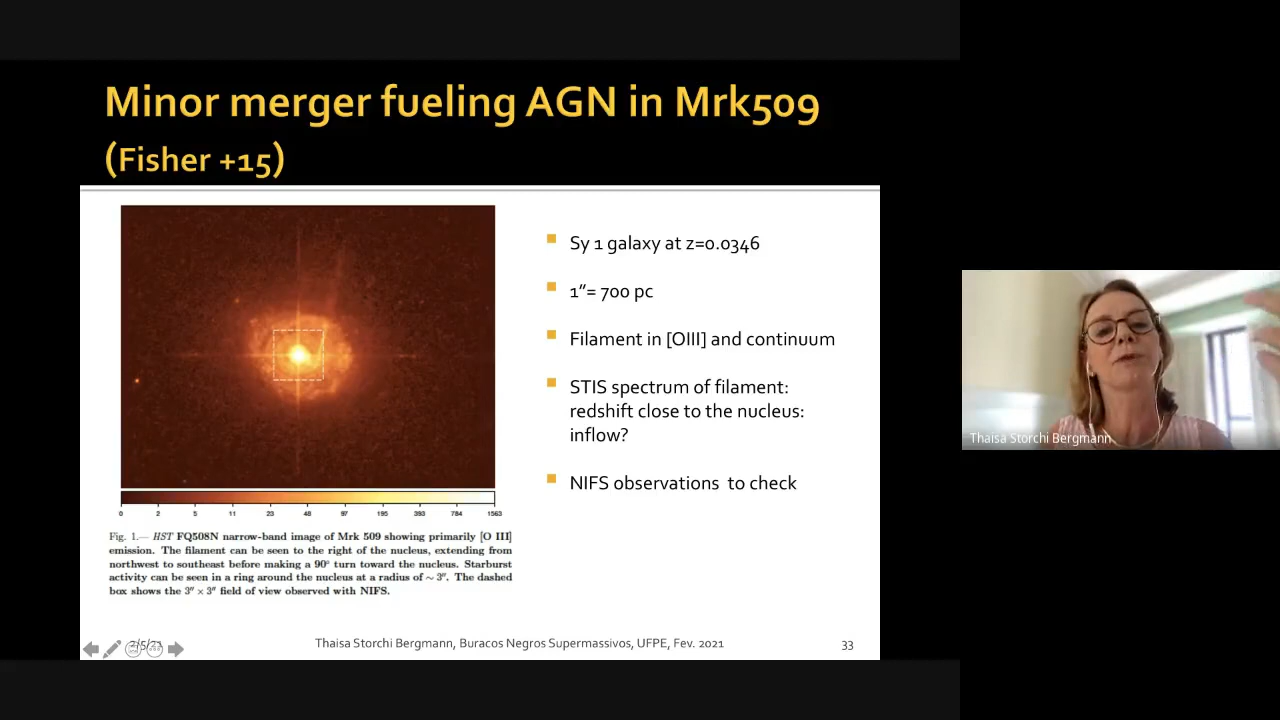 Minor merger fueling AGN in Mrk509
(Fisher +15)
Sy 1 galaxy at z=0.0346
1”= 700 pc
Filament in [OIII] and continuum
STIS spectrum of filament:
redshift close to the nucleus:
inflow?
NIFS observations to check
0 2 5 11 23 48 97 195 393 784 1563
Fig. 1.— HST FQ508N narrow-band image of Mrk 509 showing primarily [O III]
emission. The filament can be seen to the right of the nucleus, extending from
northwest to southeast before making a 90° turn toward the nucleus. Starburst
activity can be seen in a ring around the nucleus at a radius of ~ 3″. The dashed
box shows the 3″ × 3″ field of view observed with NIFS.
Thaisa Storchi Bergmann, Buracos Negros Supermassivos, UFPE, Fev. 2021
33
Thaisa Storchi Bergmann